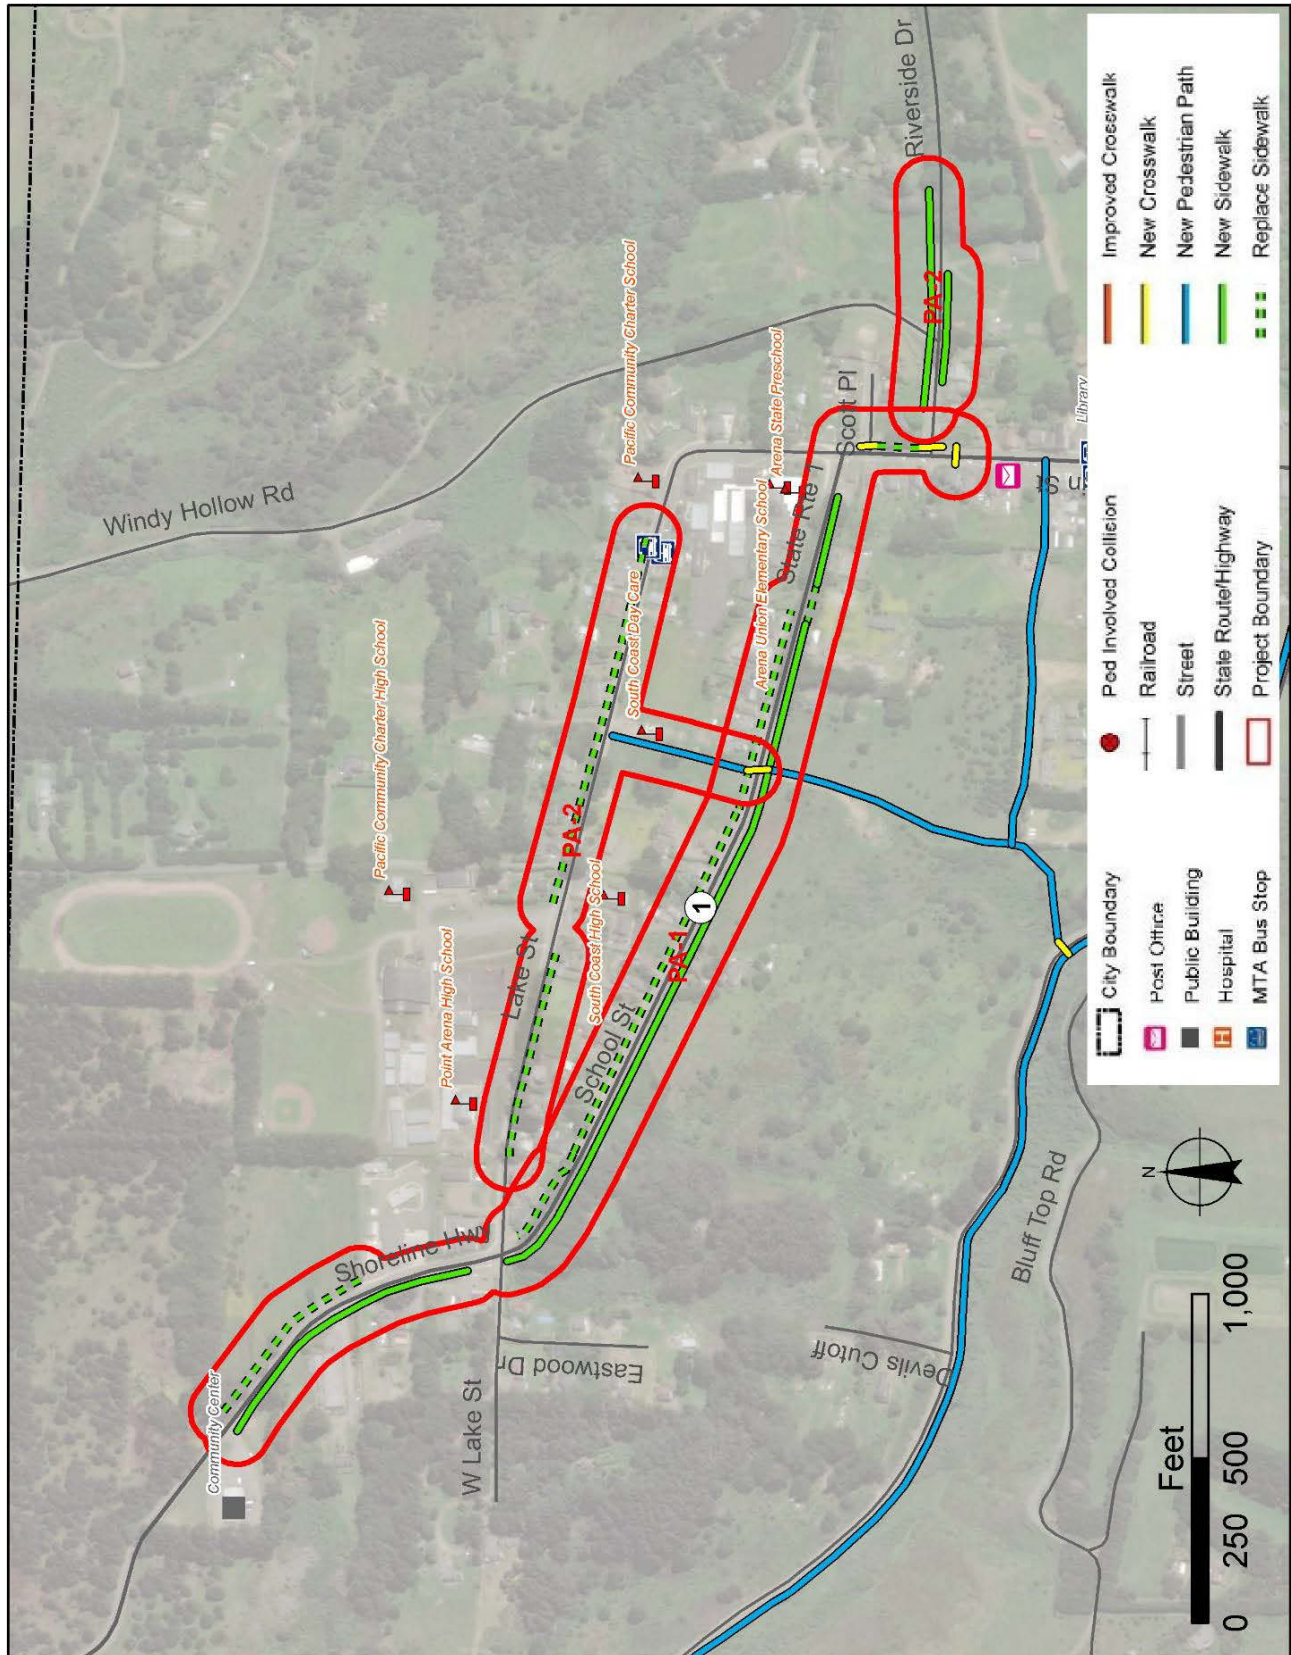 Riverside Dr
Windy Hollow Rd
Pacific Community Charter School
Arena State Preschool
Scott Pl
State Rte 1
Library
n St
PA-2
Pacific Community Charter High School
South Coast Day Care
Arena Union Elementary School
PA-2
South Coast High School
Lake St
Point Arena High School
School St
PA-1
1
Shoreline Hwy
Community Center
W Lake St
Eastwood Dr
Devils Cutoff
Bluff Top Rd
N
Feet
0 250 500 1,000
City Boundary
Post Office
Public Building
H Hospital
MTA Bus Stop
Ped Involved Collision
Railroad
Street
State Route/Highway
Project Boundary
Improved Crosswalk
New Crosswalk
New Pedestrian Path
New Sidewalk
Replace Sidewalk